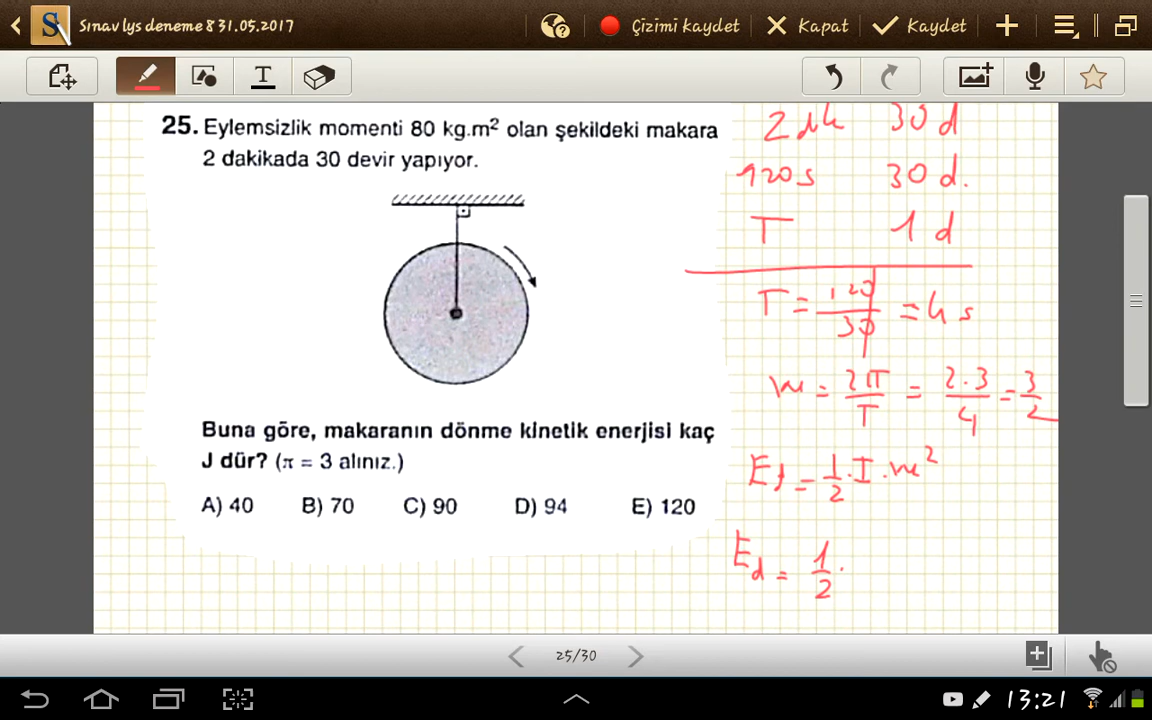 Sınav lys deneme 8 31.05.2017
Çizimi kaydet
Kapat
Kaydet
25. Eylemsizlik momenti 80 kg.m² olan şekildeki makara
2 dakikada 30 devir yapıyor.
Buna göre, makaranın dönme kinetik enerjisi kaç
J dür? (π = 3 alınız.)
A) 40 B) 70 C) 90 D) 94 E) 120
2 dk 30 d
120 s 30 d.
T 1 d
T = 120/30 = 4 s
w = 2π/T = 2.3/4 = 3/2
Ed = 1/2 . I . w²
Ed = 1/2 .
25/30
13:21